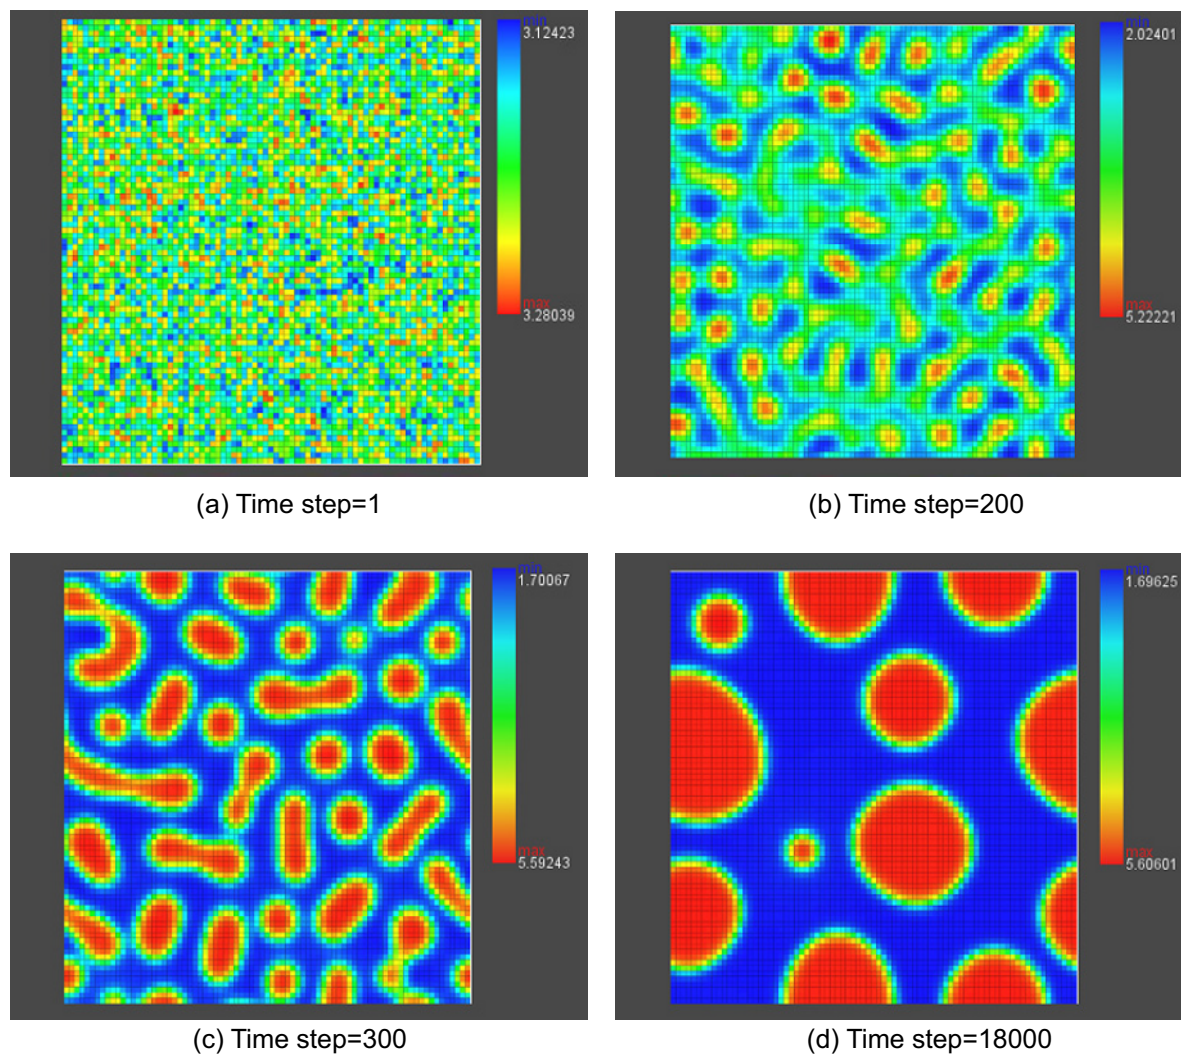 min
3.12423
max
3.28039
(a) Time step=1
min
2.02401
max
5.22221
(b) Time step=200
min
1.70067
max
5.59243
(c) Time step=300
min
1.69625
max
5.60601
(d) Time step=18000